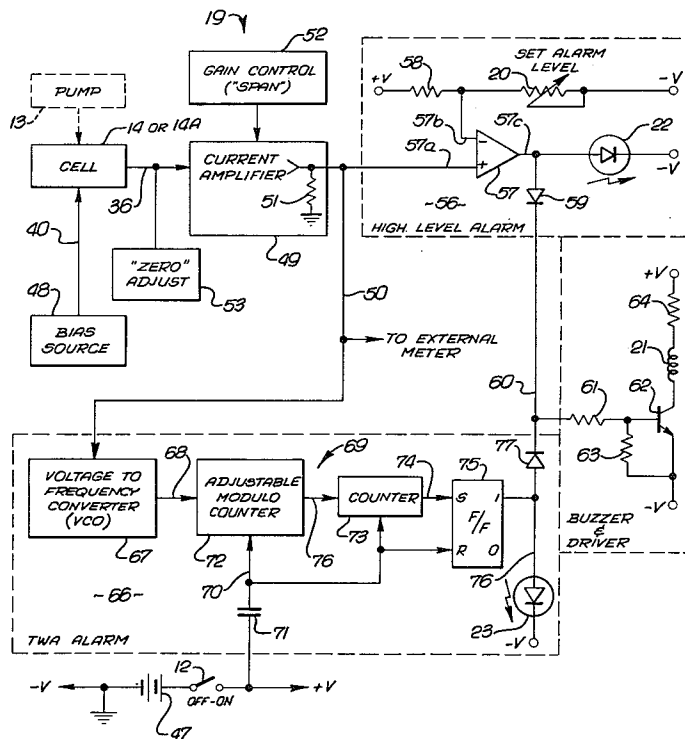 19
52
GAIN CONTROL
("SPAN")
PUMP
13
14 OR 14A
CELL
36
CURRENT
AMPLIFIER
51
49
40
48
BIAS
SOURCE
"ZERO"
ADJUST
53
50
TO EXTERNAL
METER
SET ALARM
LEVEL
+V
58
20
-V
57b
57c
22
-
+
57a
57
-V
59
-56-
HIGH LEVEL ALARM
+V
64
21
60
61
62
63
77
-V
BUZZER
&
DRIVER
69
VOLTAGE TO
FREQUENCY
CONVERTER
(VCO)
67
68
ADJUSTABLE
MODULO
COUNTER
72
76
COUNTER
73
74
75
S 1
F/F
R O
76
70
-66-
71
23
-V
TWA ALARM
12
-V
+V
OFF-ON
47